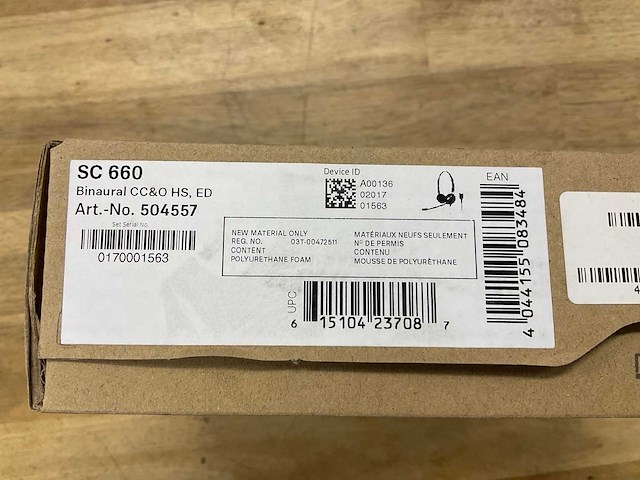 SC 660
Binaural CC&O HS, ED
Art.-No. 504557
Set Serial No.
0170001563
Device ID
A00136
02017
01563
EAN
4 044155 083484
NEW MATERIAL ONLY
REG. NO. 03T-00472511
CONTENT
POLYURETHANE FOAM
MATÉRIAUX NEUFS SEULEMENT
Nº DE PERMIS
CONTENU
MOUSSE DE POLYURÉTHANE
UPC
6 15104 23708 7
4